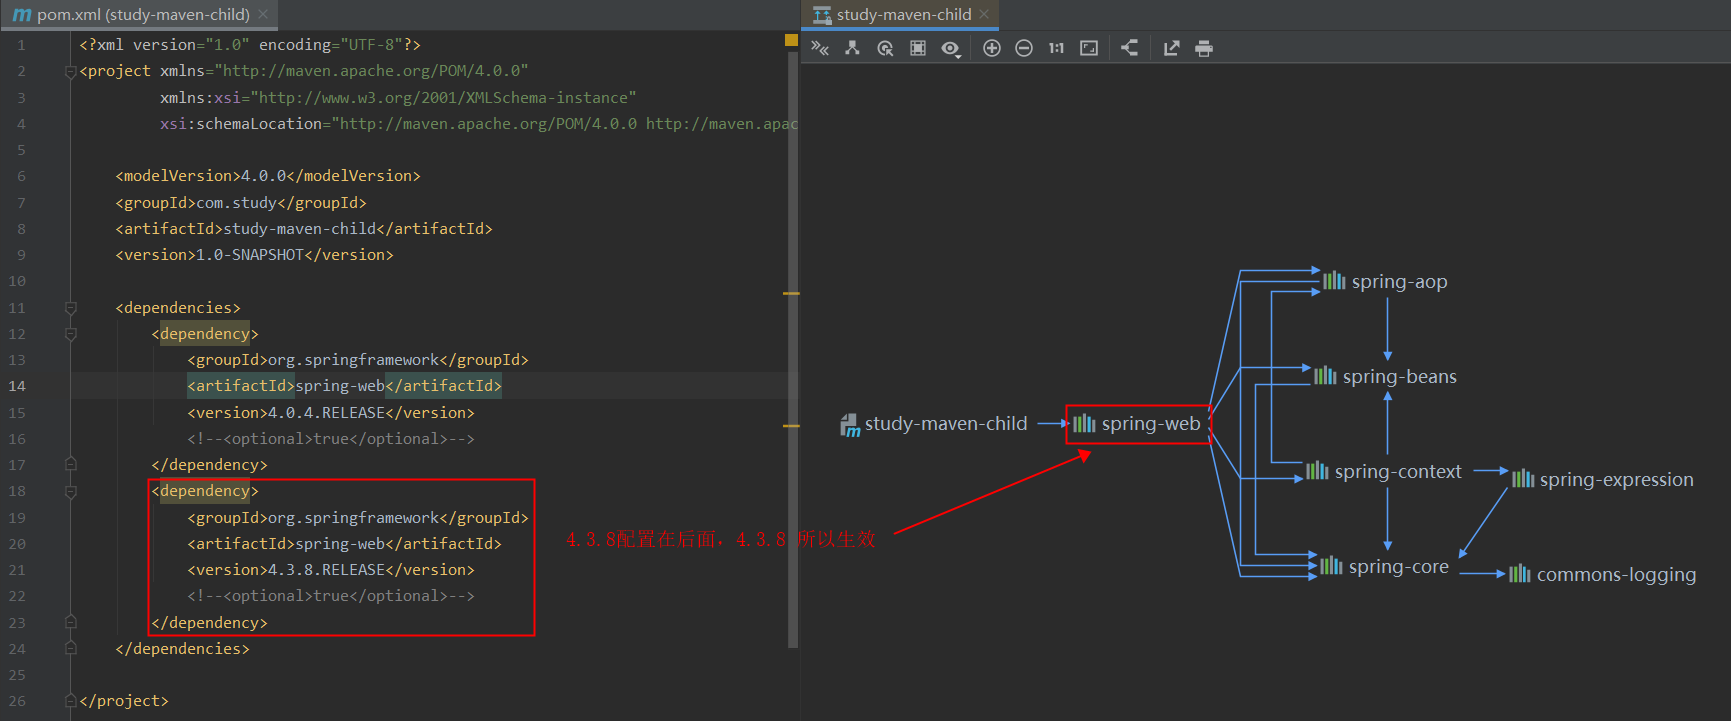 pom.xml (study-maven-child)
study-maven-child
1:1
1 <?xml version="1.0" encoding="UTF-8"?>
2 <project xmlns="http://maven.apache.org/POM/4.0.0"
3 xmlns:xsi="http://www.w3.org/2001/XMLSchema-instance"
4 xsi:schemaLocation="http://maven.apache.org/POM/4.0.0 http://maven.apac
5
6 <modelVersion>4.0.0</modelVersion>
7 <groupId>com.study</groupId>
8 <artifactId>study-maven-child</artifactId>
9 <version>1.0-SNAPSHOT</version>
10
11 <dependencies>
12 <dependency>
13 <groupId>org.springframework</groupId>
14 <artifactId>spring-web</artifactId>
15 <version>4.0.4.RELEASE</version>
16 <!--<optional>true</optional>-->
17 </dependency>
18 <dependency>
19 <groupId>org.springframework</groupId>
20 <artifactId>spring-web</artifactId>
21 <version>4.3.8.RELEASE</version>
22 <!--<optional>true</optional>-->
23 </dependency>
24 </dependencies>
25
26 </project>
4.3.8配置在后面，4.3.8 所以生效
spring-aop
spring-beans
study-maven-child
spring-web
spring-context
spring-expression
spring-core
commons-logging